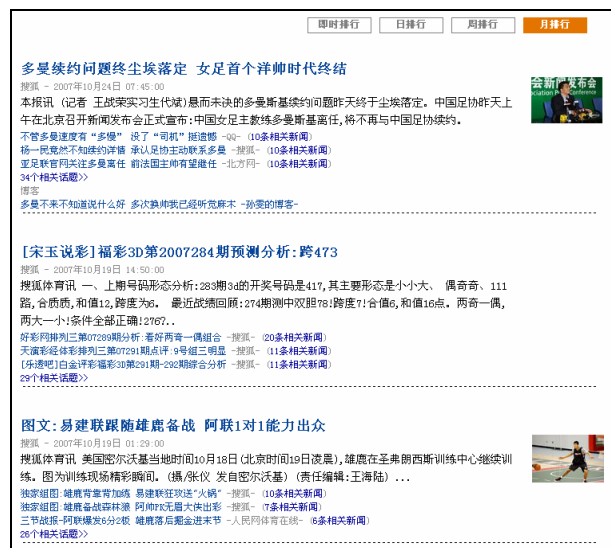 即时排行 日排行 周排行 月排行
多曼续约问题终尘埃落定 女足首个洋帅时代终结
搜狐 - 2007年10月24日 07:45:00
本报讯 (记者 王战荣实习生代斌)悬而未决的多曼斯基续约问题昨天终于尘埃落定。中国足协昨天上
午在北京召开新闻发布会正式宣布:中国女足主教练多曼斯基离任,将不再与中国足协续约。
不管多曼速度有“多慢” 没了“司机”挺遗憾 -QQ- (10条相关新闻)
杨一民竟然不知续约详情 承认足协主动联系多曼 -搜狐- (10条相关新闻)
亚足联官网关注多曼离任 前法国主帅有望继任 -北方网- (10条相关新闻)
34个相关话题>>
博客
多曼不来不知道说什么好 多次换帅我已经听觉麻木 -孙雯的博客-
[宋玉说彩]福彩3D第2007284期预测分析:跨473
搜狐 - 2007年10月19日 14:50:00
搜狐体育讯 一、上期号码形态分析:283期3d的开奖号码是417,其主要形态是小小大、 偶奇奇、111
路,合质质,和值12,跨度为6。 最近战绩回顾:274期测中双胆78!跨度7!合值6,和值16点。两奇一偶,
两大一小!条件全部正确!2767..
好彩网排列三第07289期分析:看好两奇一偶组合 -搜狐- (20条相关新闻)
天演彩经体彩排列三第07291期点评:9号组三明显 -搜狐- (11条相关新闻)
[乐透吧]白金评彩福彩3D第291期-292期综合分析 -搜狐- (11条相关新闻)
29个相关话题>>
图文:易建联跟随雄鹿备战 阿联1对1能力出众
搜狐 - 2007年10月19日 01:29:00
搜狐体育讯 美国密尔沃基当地时间10月18日(北京时间19日凌晨),雄鹿在圣弗朗西斯训练中心继续训
练。图为训练现场精彩瞬间。(摄/张仪 发自密尔沃基) (责任编辑:王海陆) ...
独家组图:雄鹿背靠背加练 易建联狂攻送“火锅” -搜狐- (10条相关新闻)
独家组图:雄鹿备战森林狼 阿帅PK无眉大侠出彩 -搜狐- (7条相关新闻)
三节战报-阿联爆发6分2板 雄鹿落后掘金进末节 -人民网体育在线- (6条相关新闻)
26个相关话题>>